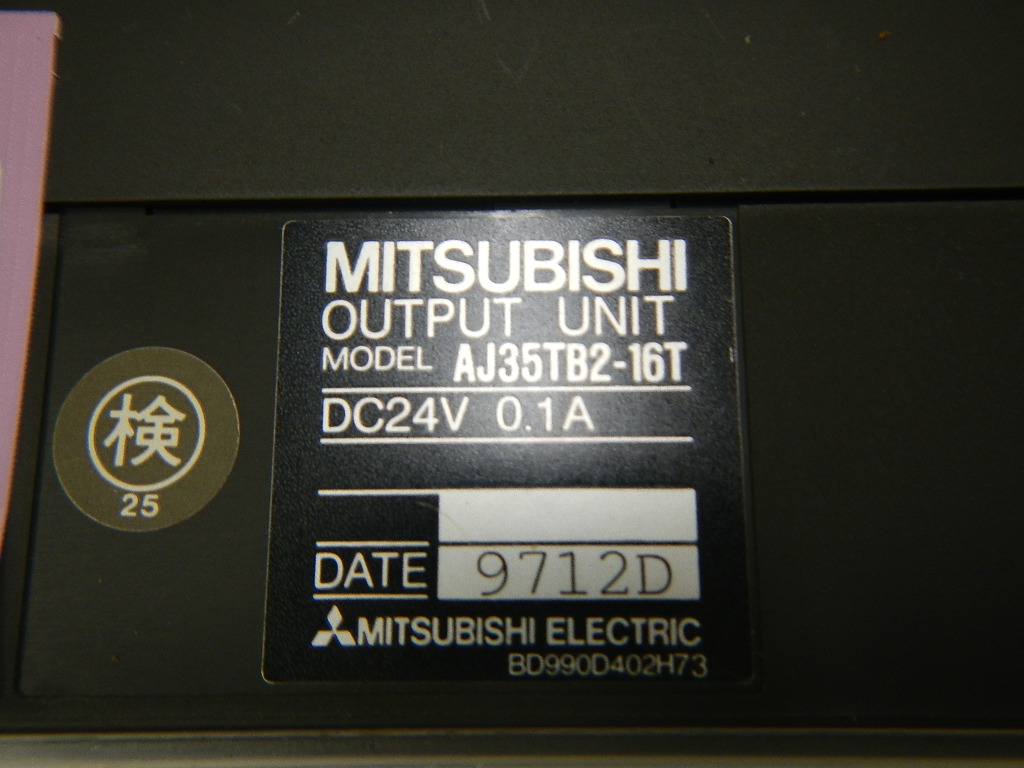 MITSUBISHI
OUTPUT UNIT
MODEL AJ35TB2-16T
DC24V 0.1A
検
25
DATE 9712D
MITSUBISHI ELECTRIC
BD990D402H73